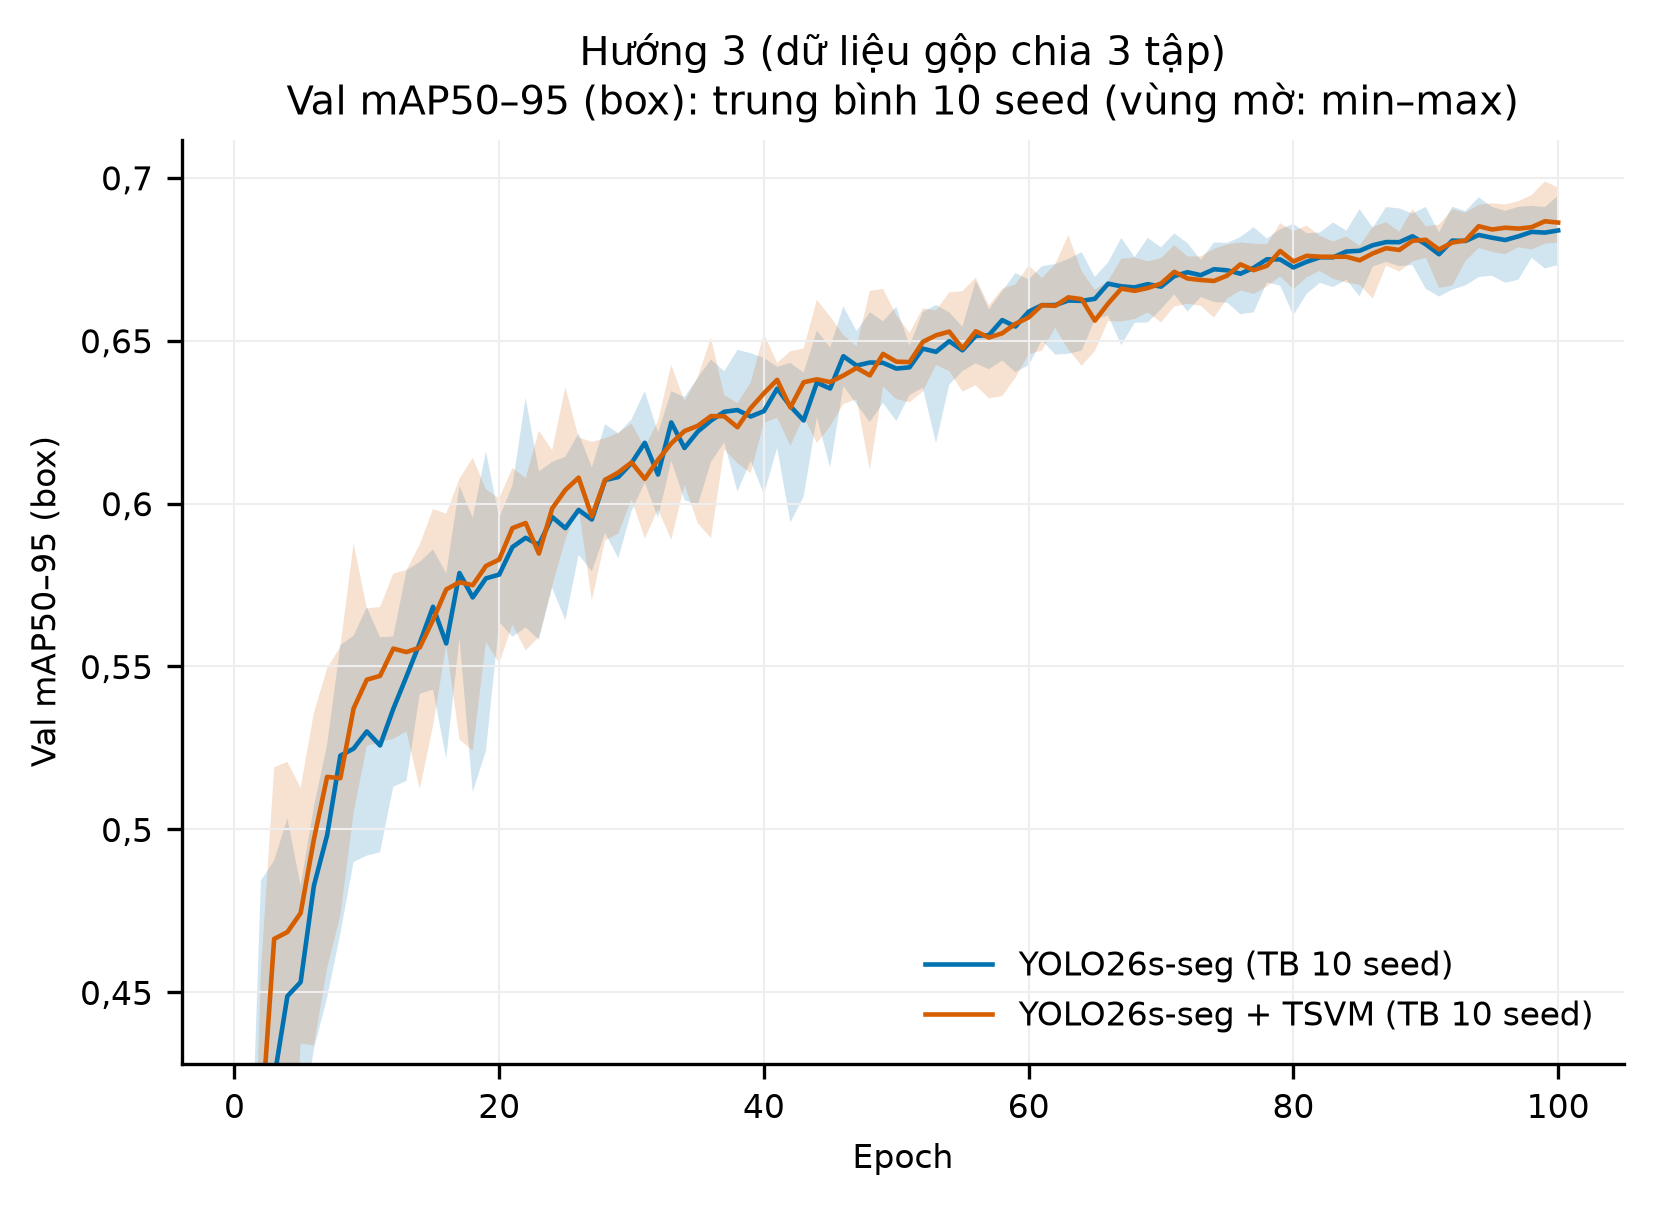 Hướng 3 (dữ liệu gộp chia 3 tập)
Val mAP50–95 (box): trung bình 10 seed (vùng mờ: min–max)
Val mAP50–95 (box)
0,7
0,65
0,6
0,55
0,5
0,45
YOLO26s-seg (TB 10 seed)
YOLO26s-seg + TSVM (TB 10 seed)
0 20 40 60 80 100
Epoch